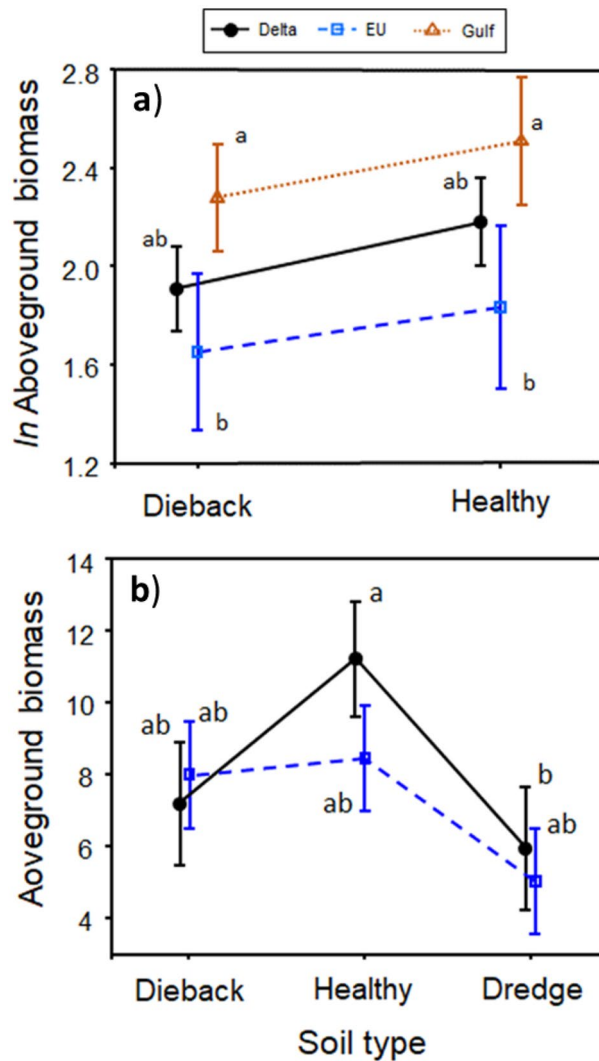 Delta EU Gulf
a)
2.8
2.4
2.0
1.6
1.2
ln Aboveground biomass
a
a
ab
ab
b
b
Dieback Healthy
b)
14
12
10
8
6
4
Aoveground biomass
a
ab
ab
ab
b
ab
Dieback Healthy Dredge
Soil type